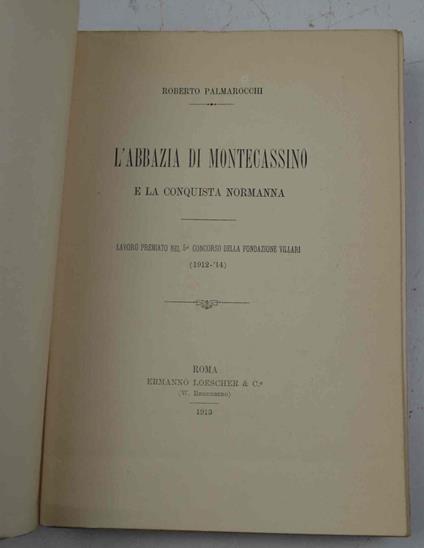 ROBERTO PALMAROCCHI
L'ABBAZIA DI MONTECASSINO
E LA CONQUISTA NORMANNA
LAVORO PREMIATO NEL 5º CONCORSO DELLA FONDAZIONE VILLARI
(1912-'14)
ROMA
ERMANNO LOESCHER & C.º
(W. REGENBERG)
1913